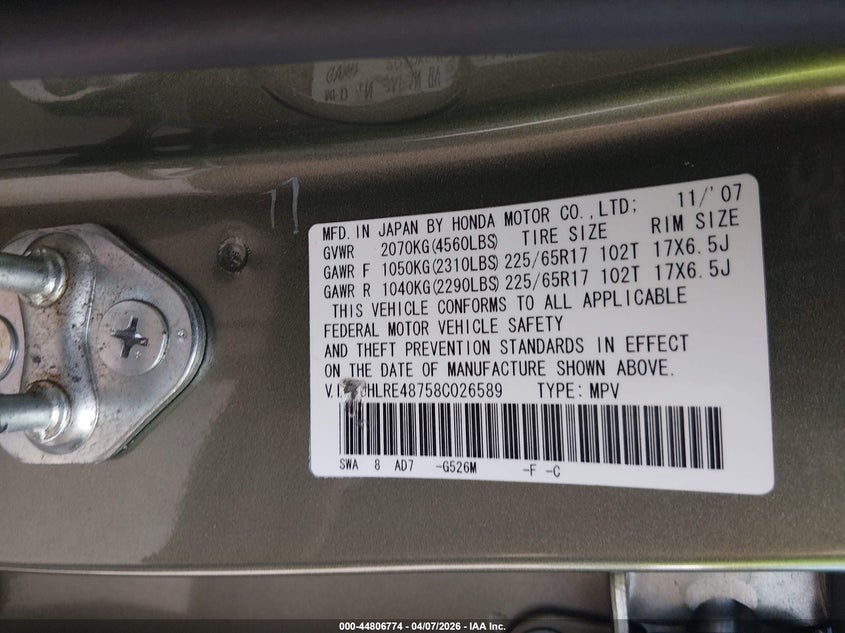 11
MFD. IN JAPAN BY HONDA MOTOR CO., LTD; 11/'07
GVWR 2070KG(4560LBS) TIRE SIZE RIM SIZE
GAWR F 1050KG(2310LBS) 225/65R17 102T 17X6.5J
GAWR R 1040KG(2290LBS) 225/65R17 102T 17X6.5J
THIS VEHICLE CONFORMS TO ALL APPLICABLE
FEDERAL MOTOR VEHICLE SAFETY
AND THEFT PREVENTION STANDARDS IN EFFECT
ON THE DATE OF MANUFACTURE SHOWN ABOVE.
V.I. HLRE48758C026589 TYPE: MPV
SWA 8 AD7 -G526M -F -C
000-44806774 - 04/07/2026 - IAA Inc.